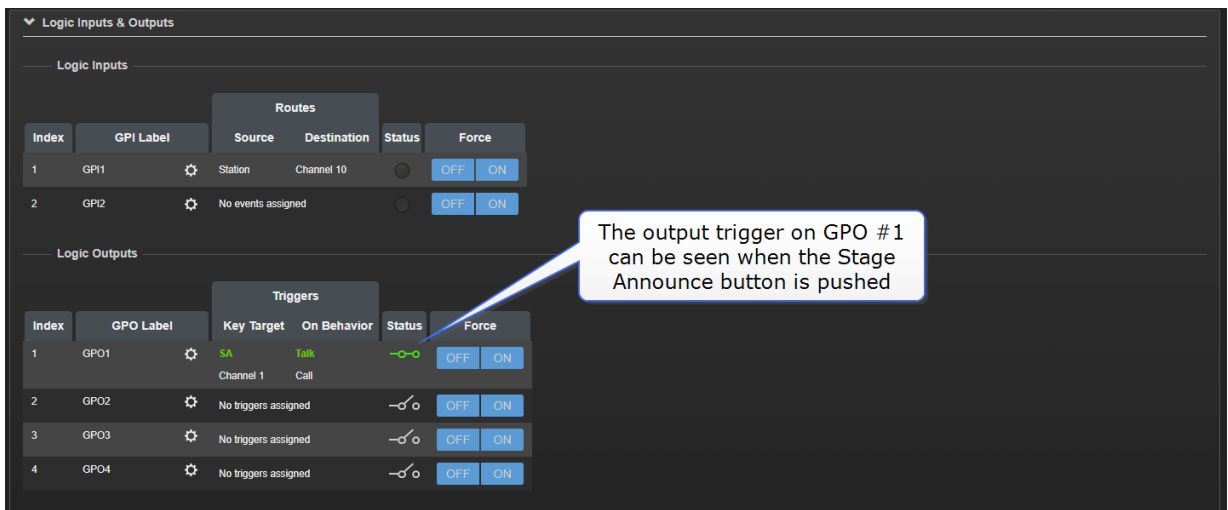 Logic Inputs & Outputs
Logic Inputs
Routes
Index GPI Label Source Destination Status Force
1 GPI1 Station Channel 10 OFF ON
2 GPI2 No events assigned OFF ON
The output trigger on GPO #1
can be seen when the Stage
Announce button is pushed
Logic Outputs
Triggers
Index GPO Label Key Target On Behavior Status Force
1 GPO1 SA Talk OFF ON
Channel 1 Call
2 GPO2 No triggers assigned OFF ON
3 GPO3 No triggers assigned OFF ON
4 GPO4 No triggers assigned OFF ON